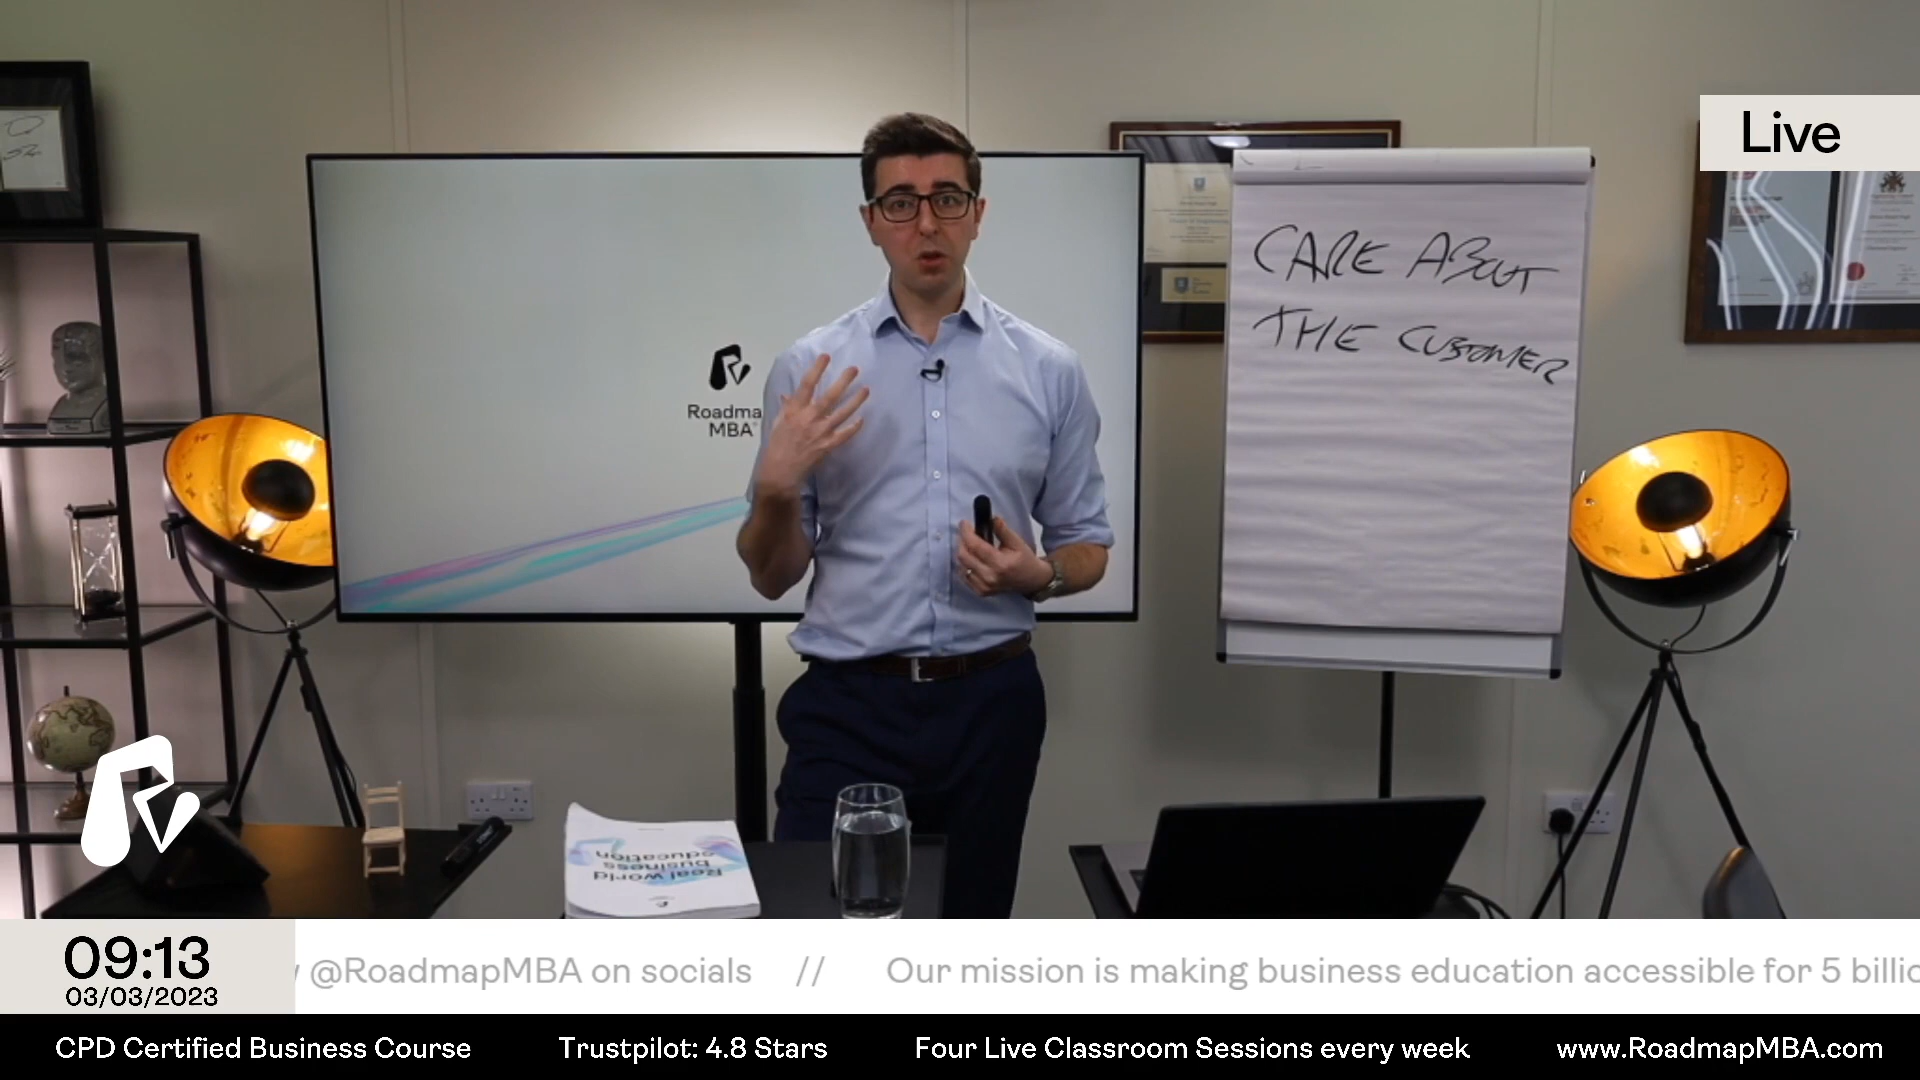 Live
CARE ABOUT
THE CUSTOMER
Roadma
MBA
Real world
business
education
09:13
03/03/2023
@RoadmapMBA on socials // Our mission is making business education accessible for 5 billio
CPD Certified Business Course Trustpilot: 4.8 Stars Four Live Classroom Sessions every week www.RoadmapMBA.com